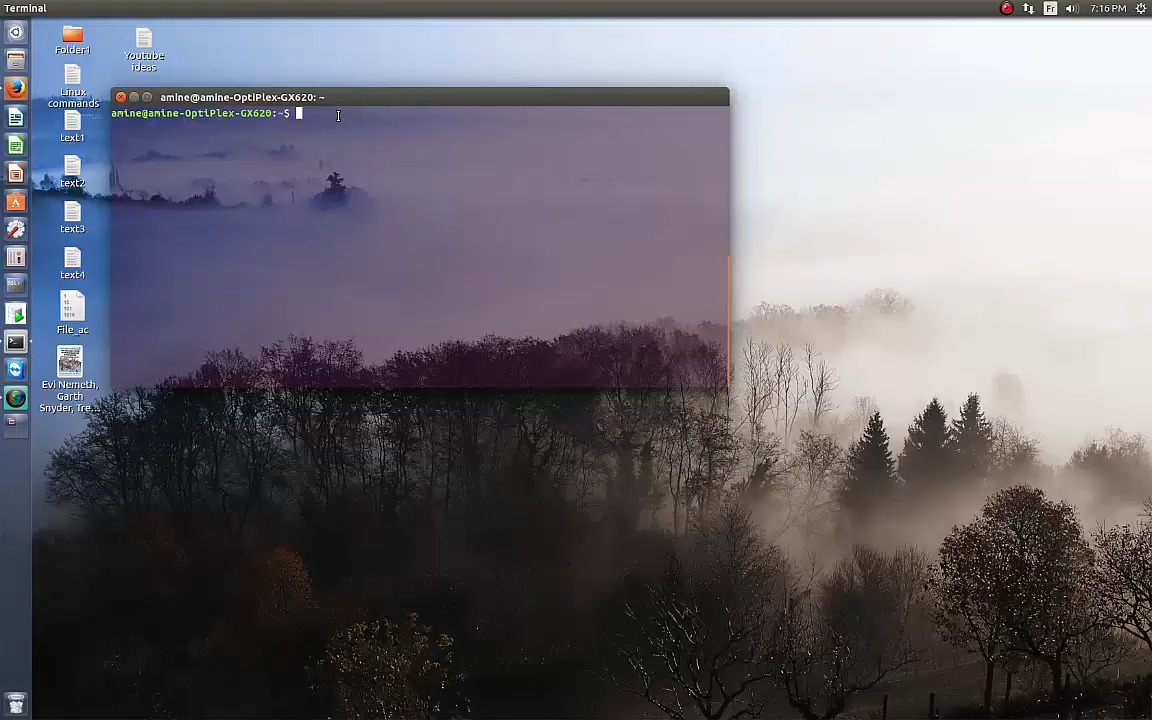 Terminal
Fr
7:16 PM
Folder1
Youtube
ideas
Linux
commands
text1
text2
text3
text4
File_ac
Evi Nemeth,
Garth
Snyder, Tre...
amine@amine-OptiPlex-GX620: ~
amine@amine-OptiPlex-GX620:~$